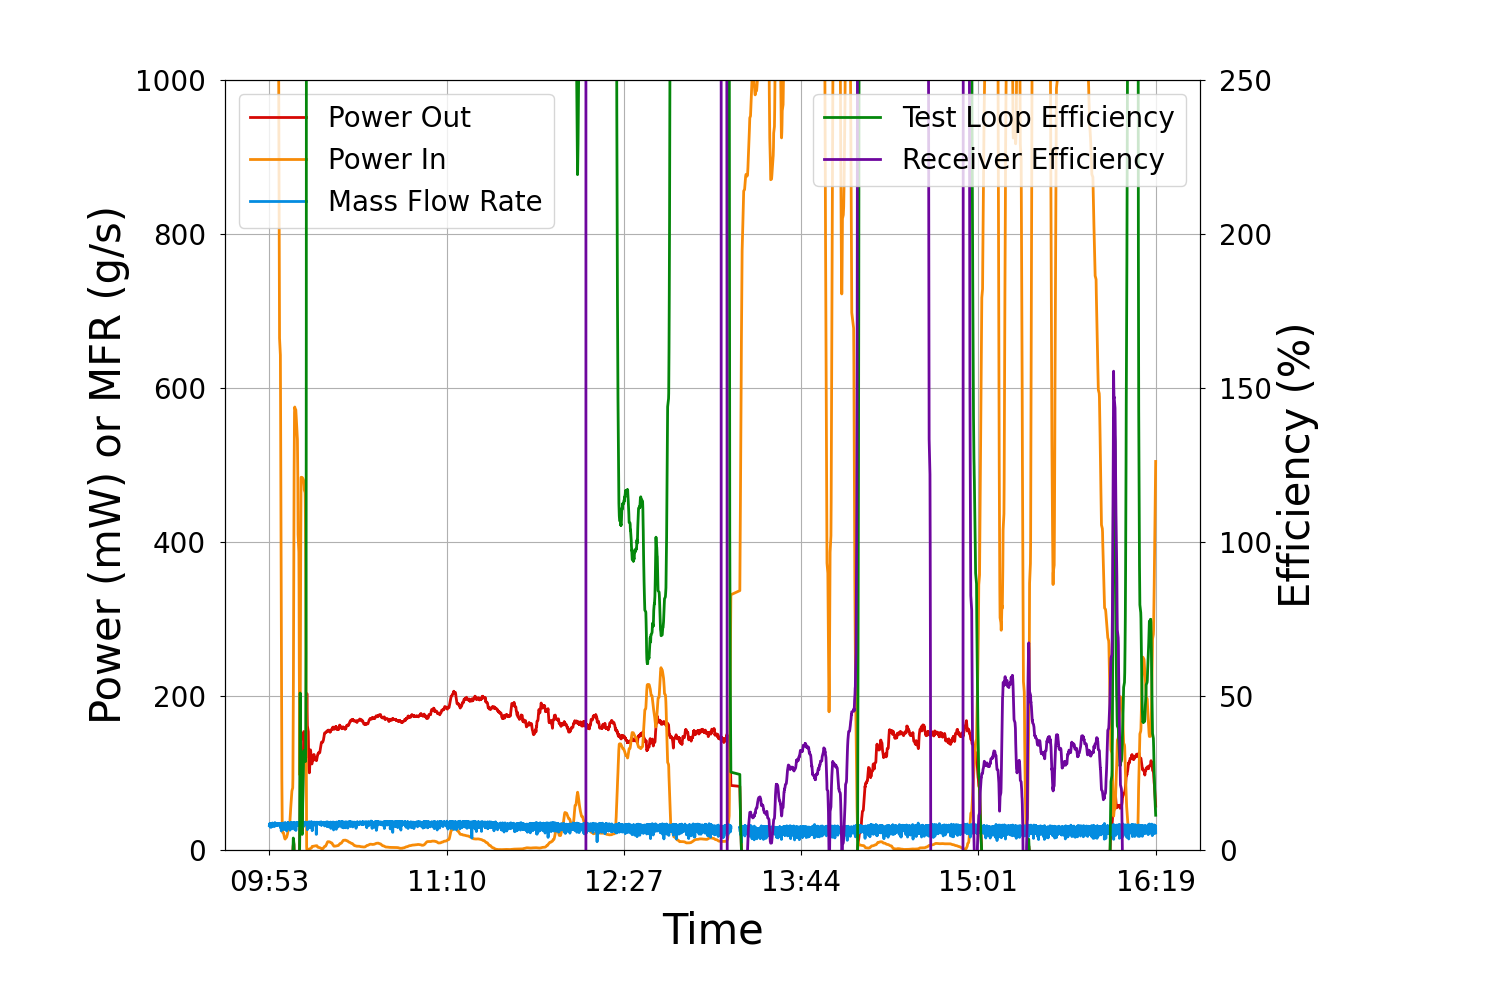 1000
800
600
400
200
0
Power (mW) or MFR (g/s)
Power Out
Power In
Mass Flow Rate
Test Loop Efficiency
Receiver Efficiency
250
200
150
100
50
0
Efficiency (%)
09:53 11:10 12:27 13:44 15:01 16:19
Time